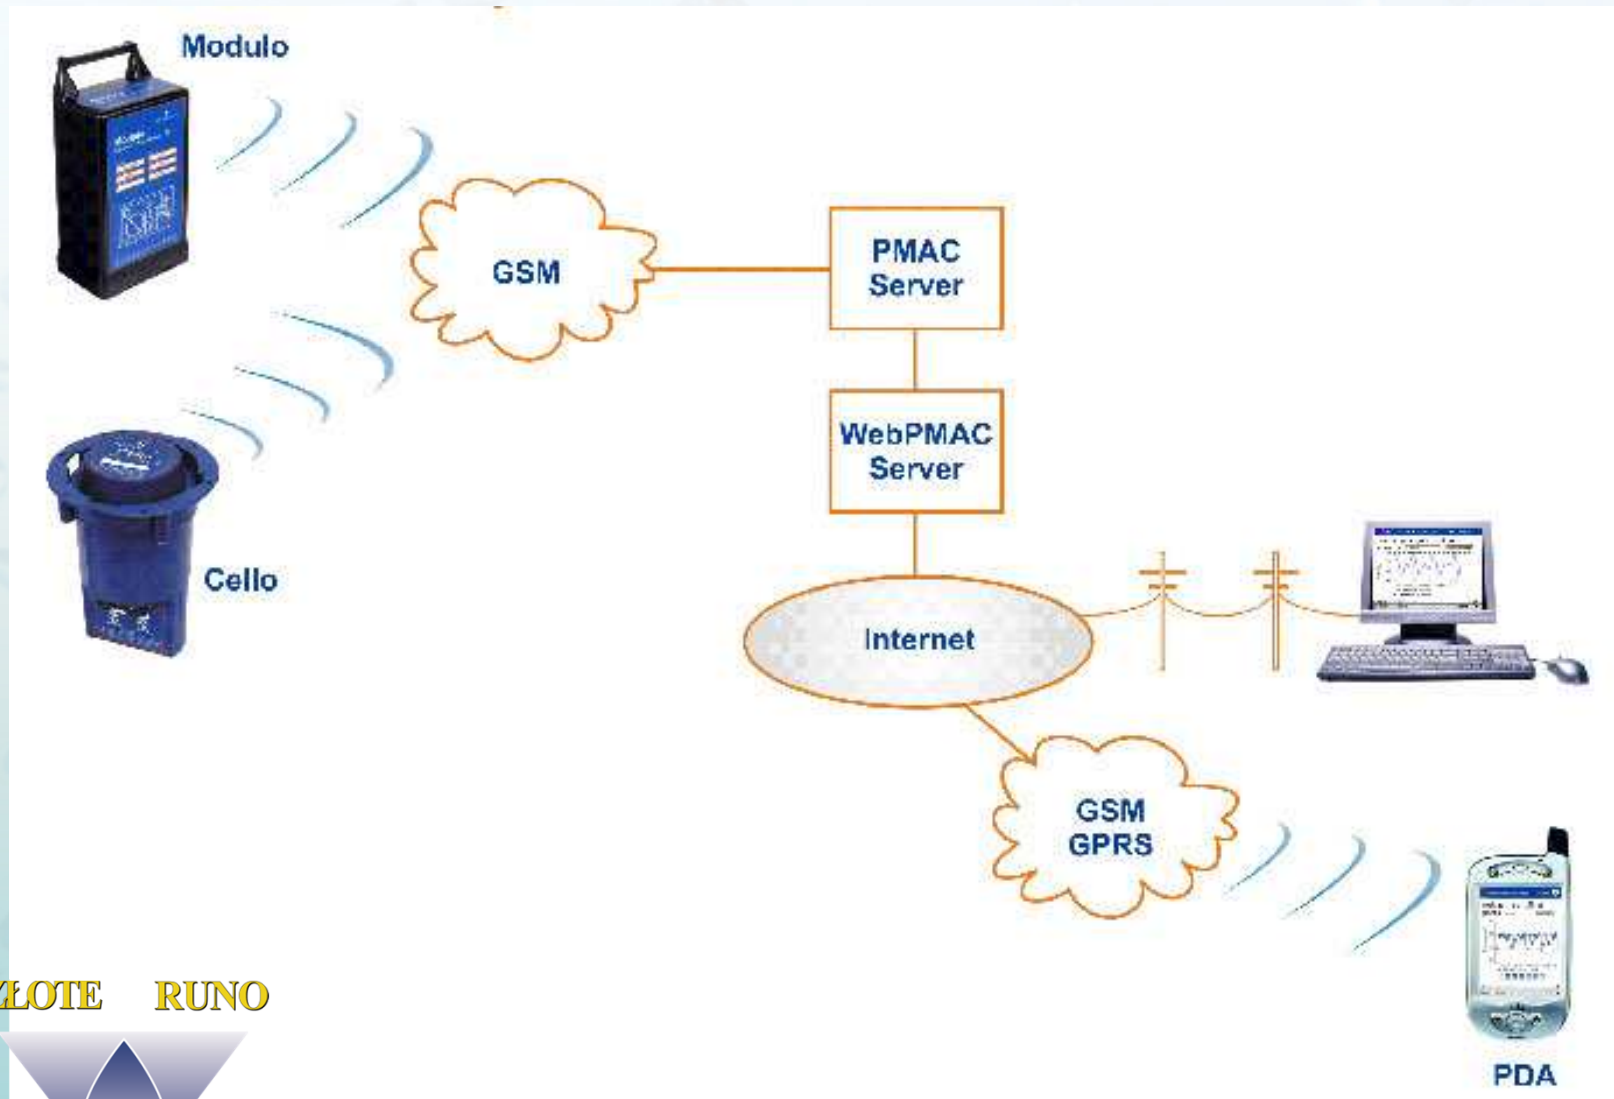 Modulo
GSM
PMAC
Server
WebPMAC
Server
Cello
Internet
GSM
GPRS
ZŁOTE RUNO
PDA